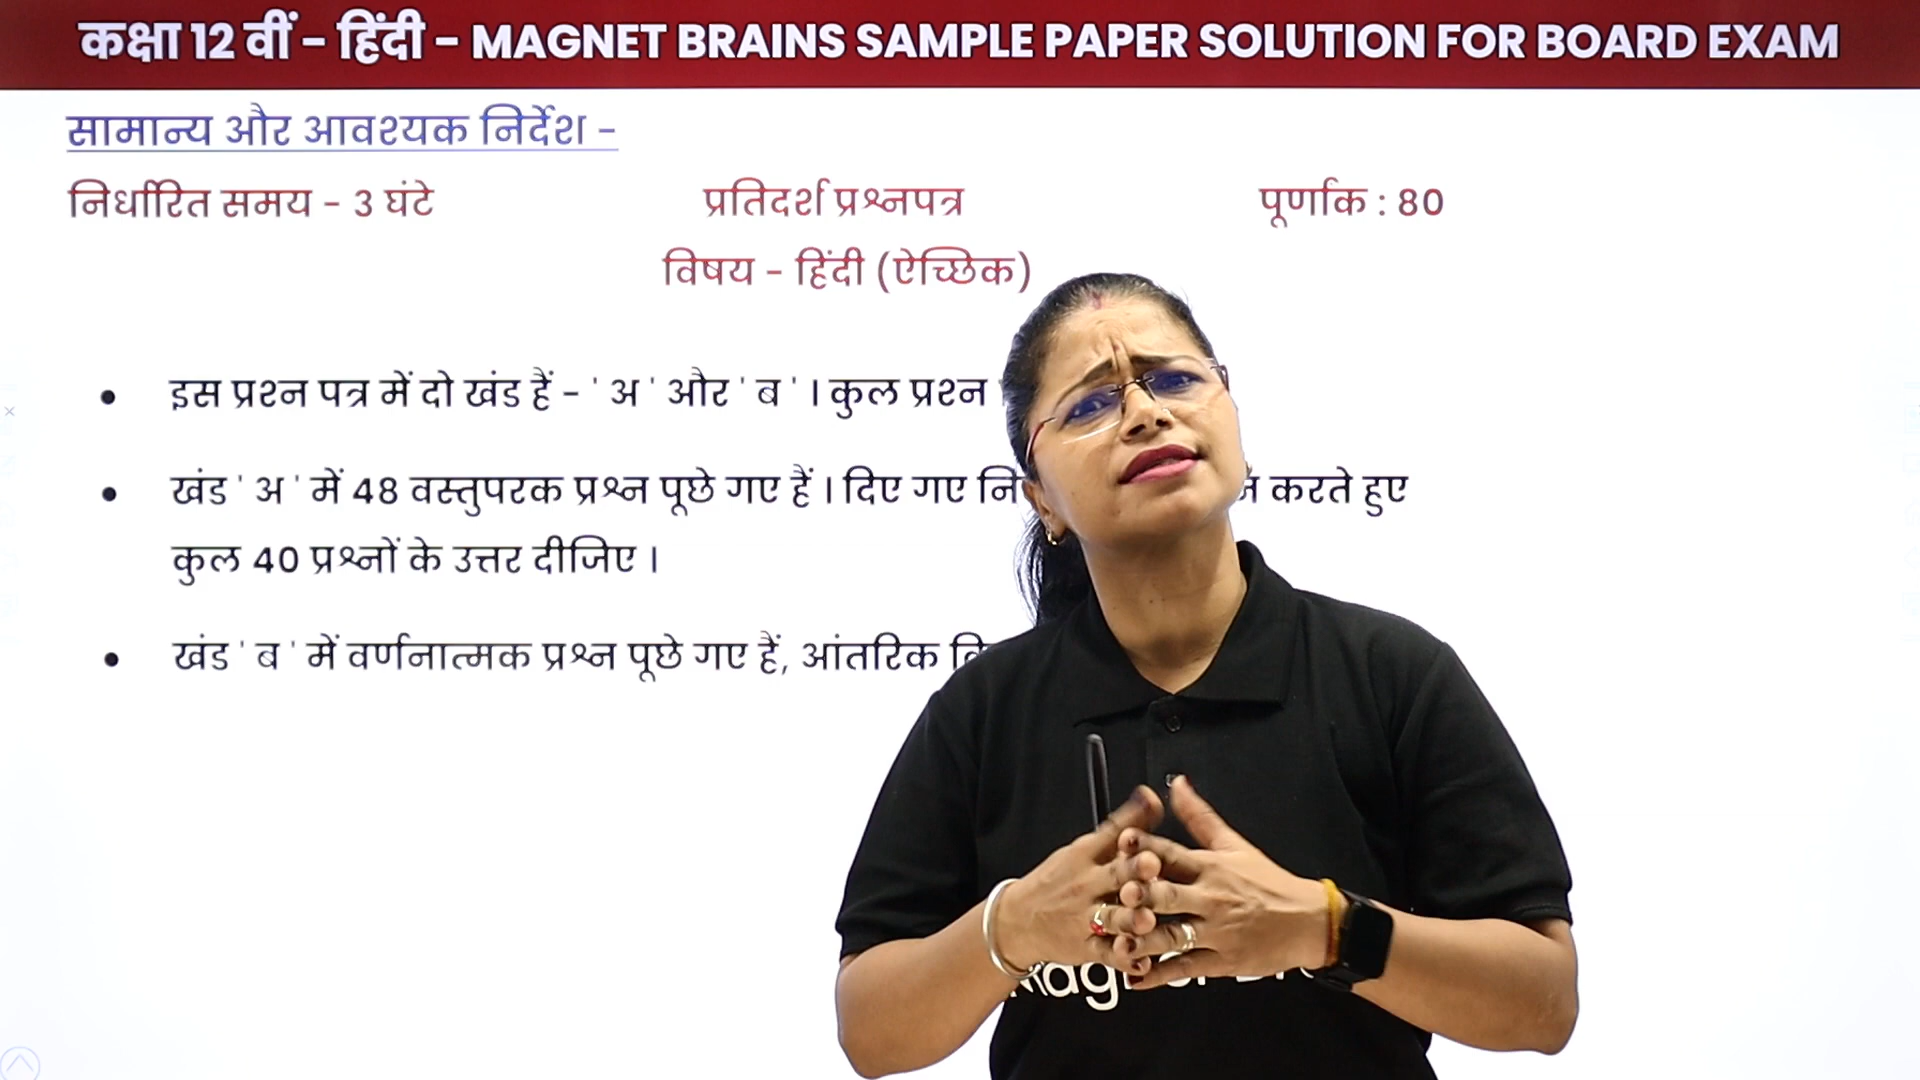 कक्षा 12 वीं - हिंदी - MAGNET BRAINS SAMPLE PAPER SOLUTION FOR BOARD EXAM
सामान्य और आवश्यक निर्देश -
निर्धारित समय - 3 घंटे प्रतिदर्श प्रश्नपत्र पूर्णांक : 80
विषय - हिंदी (ऐच्छिक)
• इस प्रश्न पत्र में दो खंड हैं - ' अ ' और ' ब ' । कुल प्रश्न
• खंड ' अ ' में 48 वस्तुपरक प्रश्न पूछे गए हैं । दिए गए करते हुए
कुल 40 प्रश्नों के उत्तर दीजिए ।
• खंड ' ब ' में वर्णनात्मक प्रश्न पूछे गए हैं, आंतरिक